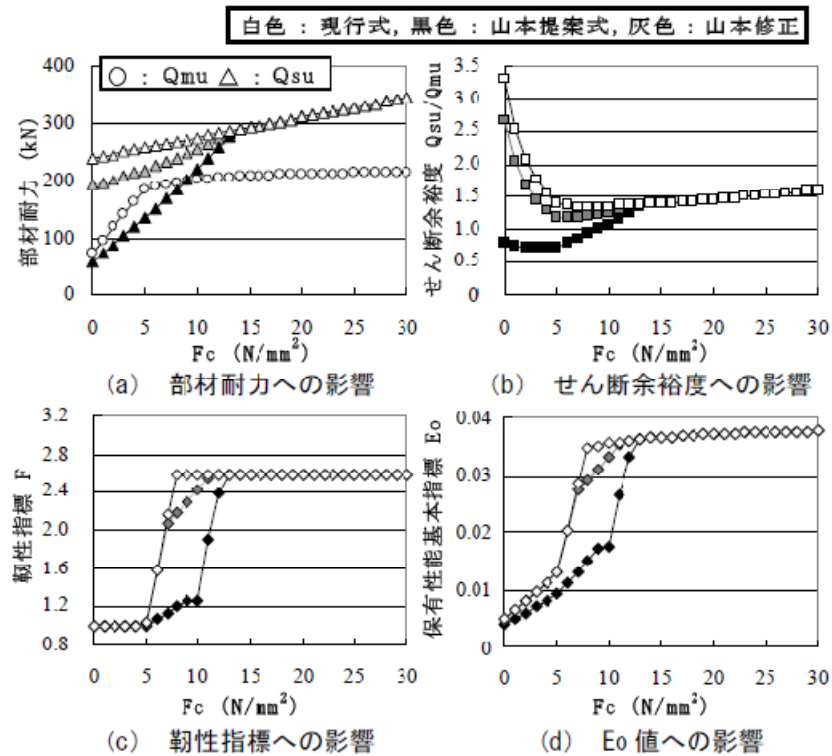 白色 : 現行式, 黒色 : 山本提案式, 灰色 : 山本修正
○ : Qmu △ : Qsu
部材耐力 (kN)
400
300
200
100
0
0 5 10 15 20 25 30
Fc (N/mm²)
(a) 部材耐力への影響
せん断余裕度 Qsu/Qmu
3.5
3.0
2.5
2.0
1.5
1.0
0.5
0
0 5 10 15 20 25 30
Fc (N/mm²)
(b) せん断余裕度への影響
靭性指標 F
3.2
2.8
2.4
2.0
1.6
1.2
0.8
0 5 10 15 20 25 30
Fc (N/mm²)
(c) 靭性指標への影響
保有性能基本指標 Eo
0.04
0.03
0.02
0.01
0
0 5 10 15 20 25 30
Fc (N/mm²)
(d) Eo 値への影響